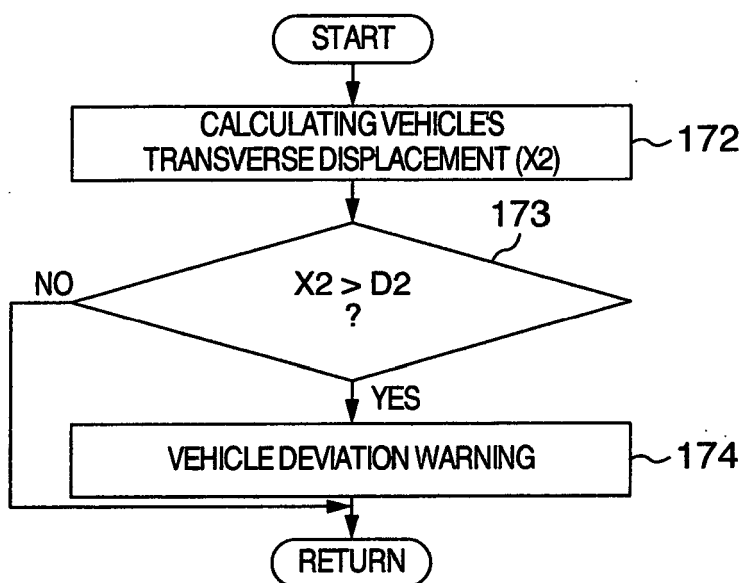 START
CALCULATING VEHICLE'S
TRANSVERSE DISPLACEMENT (X2)
172
173
NO
X2 > D2
?
YES
VEHICLE DEVIATION WARNING
174
RETURN